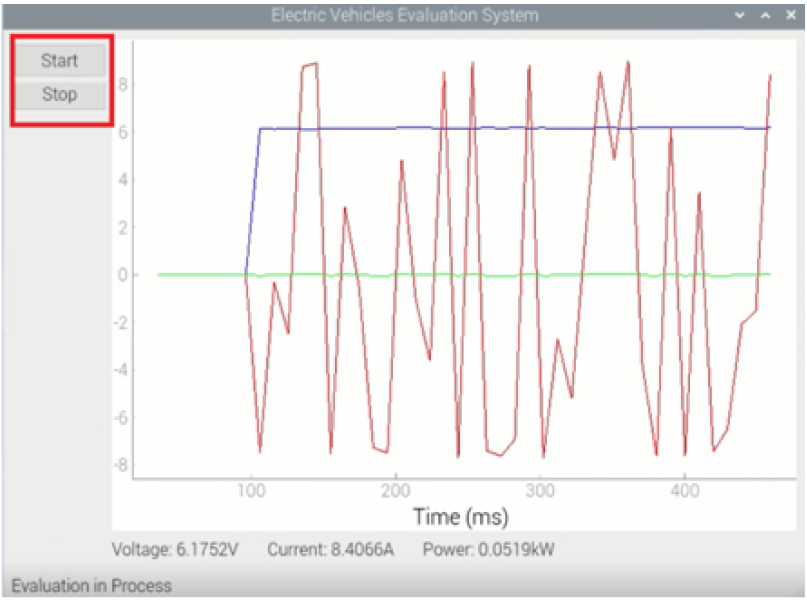 Electric Vehicles Evaluation System
Start
Stop
8
6
4
2
0
-2
-4
-6
-8
100 200 300 400
Time (ms)
Voltage: 6.1752V Current: 8.4066A Power: 0.0519kW
Evaluation in Process